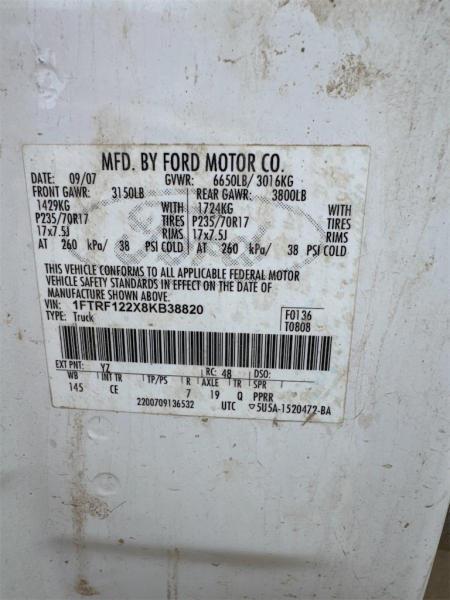 MFD. BY FORD MOTOR CO.
DATE: 09/07 GVWR: 6650LB/ 3016KG
FRONT GAWR: 3150LB REAR GAWR: 3800LB
1429KG WITH 1724KG WITH
P235/70R17 TIRES P235/70R17 TIRES
17x7.5J RIMS 17x7.5J RIMS
AT 260 kPa/ 38 PSI COLD AT 260 kPa/ 38 PSI COLD
THIS VEHICLE CONFORMS TO ALL APPLICABLE FEDERAL MOTOR
VEHICLE SAFETY STANDARDS IN EFFECT ON THE DATE OF
MANUFACTURE SHOWN ABOVE.
VIN: 1FTRF122X8KB38820 F0136
TYPE: Truck T0808
EXT PNT: YZ RC: 48 DSO:
WB INT TR TP/PS R AXLE TR SPR
145 CE 7 19 Q PPRR
2200709136532 UTC 5U5A-1520472-BA